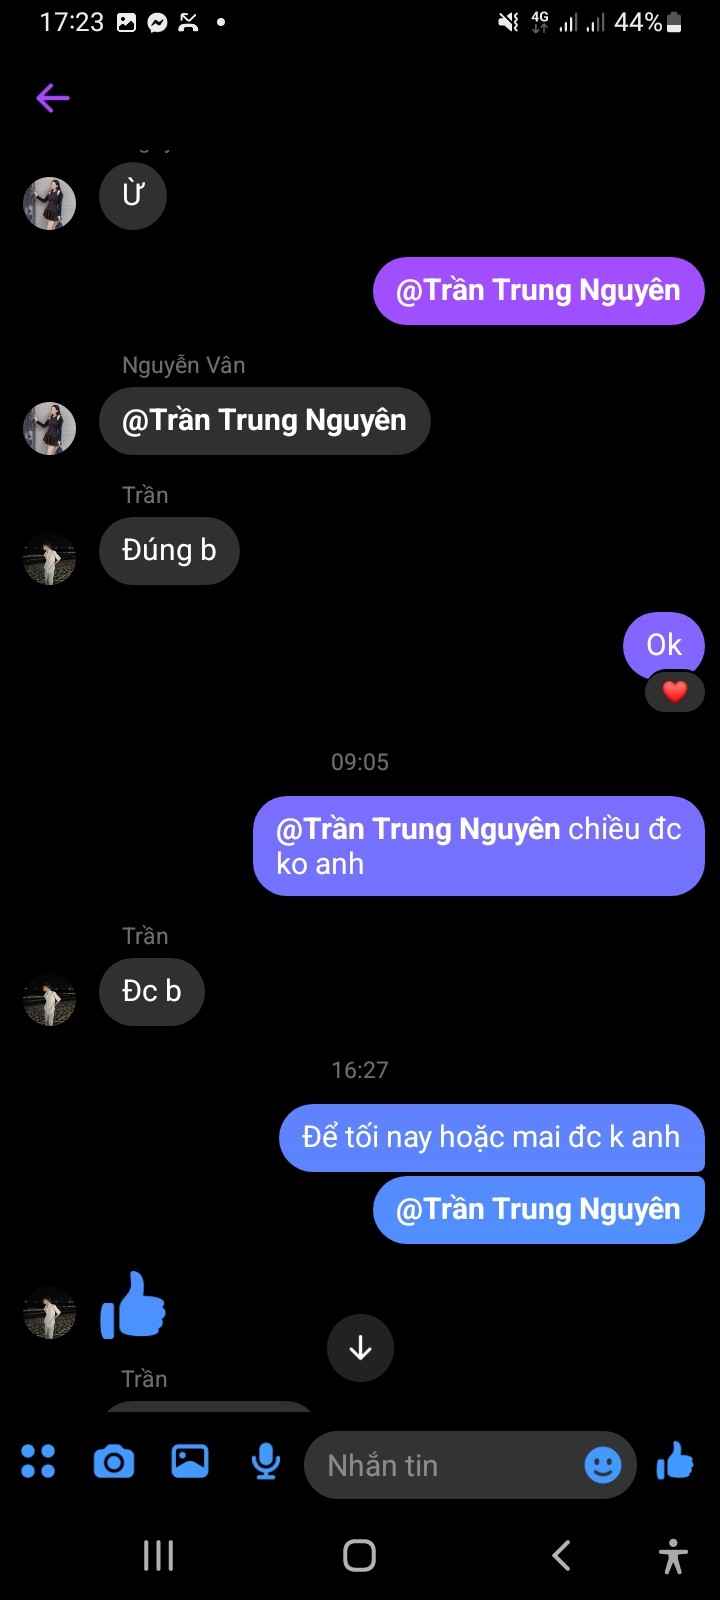 17:23
4G
44%
Ừ
@Trần Trung Nguyên
Nguyễn Vân
@Trần Trung Nguyên
Trần
Đúng b
Ok
09:05
@Trần Trung Nguyên chiều đc
ko anh
Trần
Đc b
16:27
Để tối nay hoặc mai đc k anh
@Trần Trung Nguyên
Trần
Nhắn tin